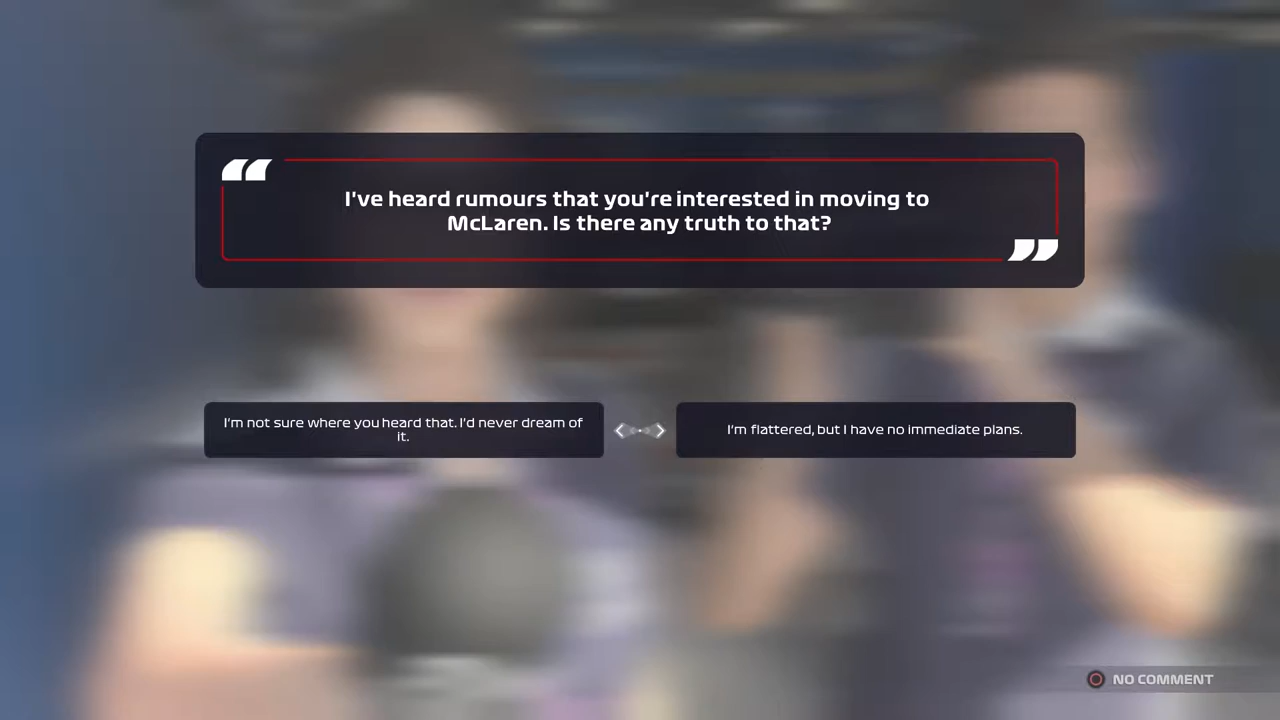 I've heard rumours that you're interested in moving to
McLaren. Is there any truth to that?
I'm not sure where you heard that. I'd never dream of
it.
I'm flattered, but I have no immediate plans.
NO COMMENT